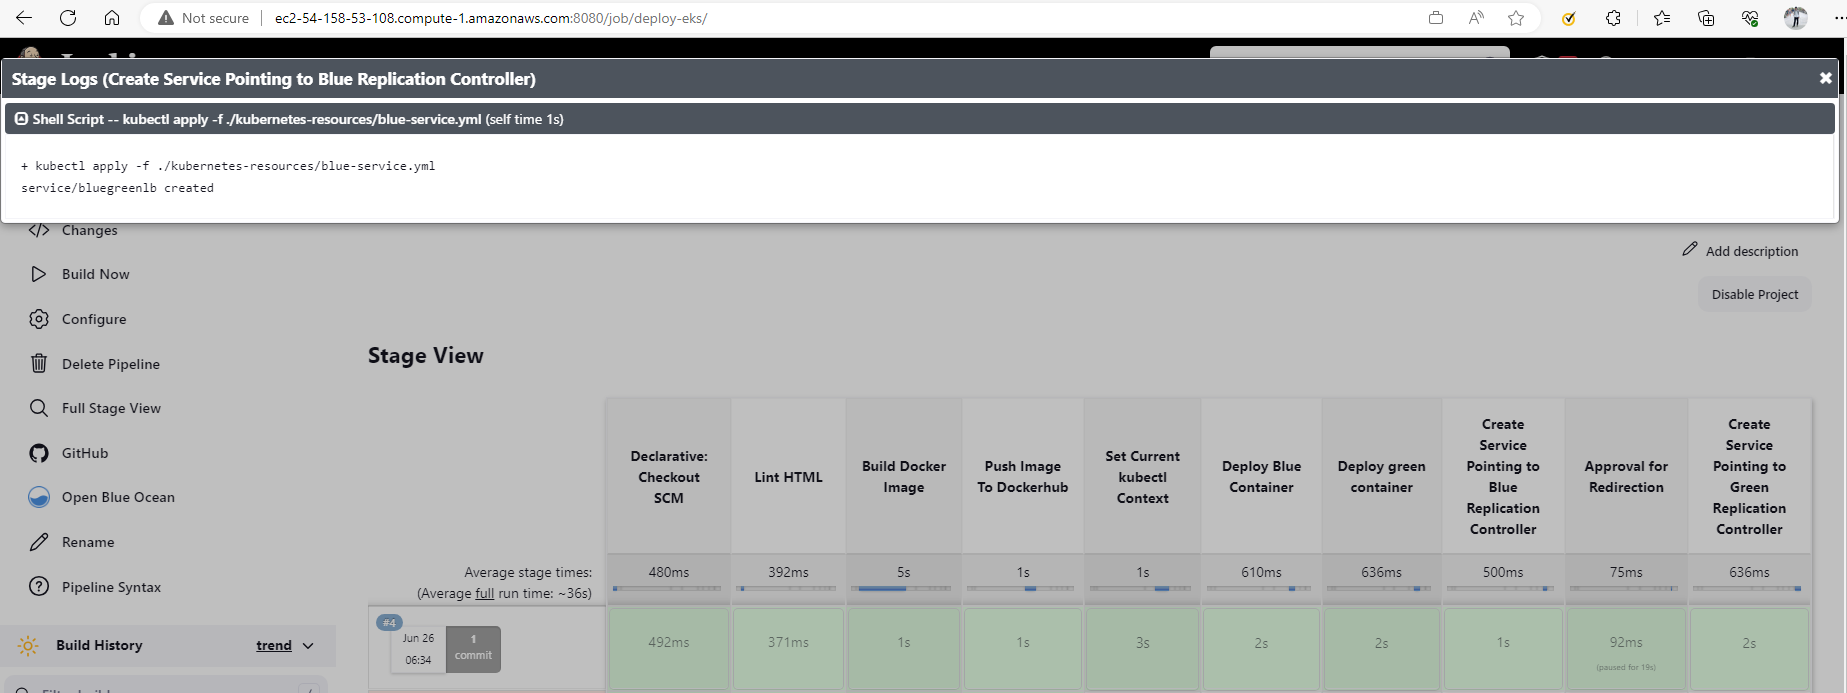 Not secure
ec2-54-158-53-108.compute-1.amazonaws.com:8080/job/deploy-eks/
Stage Logs (Create Service Pointing to Blue Replication Controller)
Shell Script -- kubectl apply -f ./kubernetes-resources/blue-service.yml (self time 1s)
+ kubectl apply -f ./kubernetes-resources/blue-service.yml
service/bluegreenlb created
Changes
Build Now
Configure
Delete Pipeline
Full Stage View
GitHub
Open Blue Ocean
Rename
Pipeline Syntax
Build History
trend
Add description
Disable Project
Stage View
Declarative:
Checkout
SCM
Lint HTML
Build Docker
Image
Push Image
To Dockerhub
Set Current
kubectl
Context
Deploy Blue
Container
Deploy green
container
Create
Service
Pointing to
Blue
Replication
Controller
Approval for
Redirection
Create
Service
Pointing to
Green
Replication
Controller
Average stage times:
(Average full run time: ~36s)
480ms
392ms
5s
1s
1s
610ms
636ms
500ms
75ms
636ms
#4
Jun 26
06:34
1
commit
492ms
371ms
1s
1s
3s
2s
2s
1s
92ms
(paused for 19s)
2s